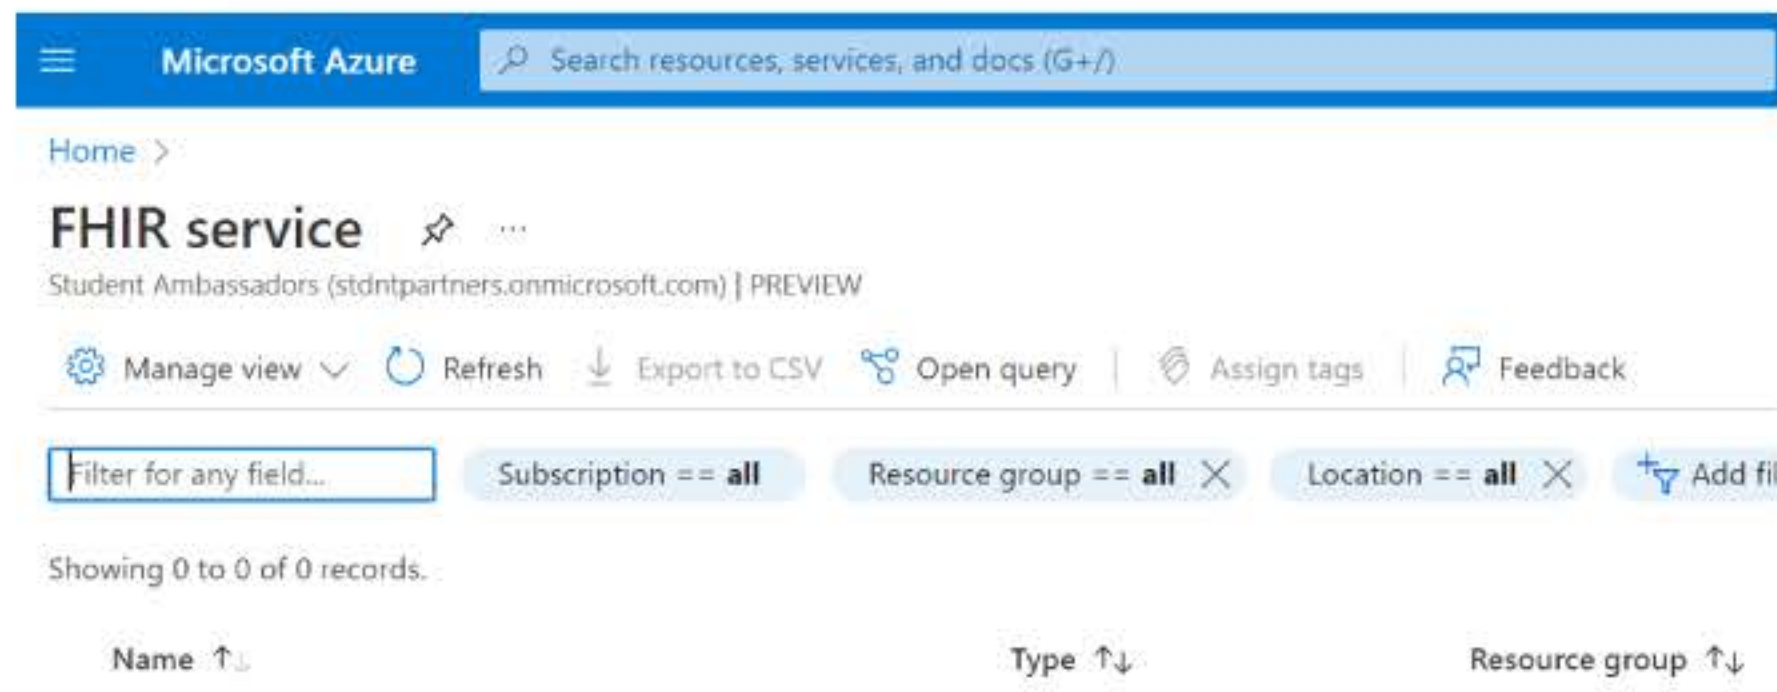 Microsoft Azure Search resources, services, and docs (G+/)
Home >
FHIR service ...
Student Ambassadors (stdntpartners.onmicrosoft.com) | PREVIEW
Manage view Refresh Export to CSV Open query | Assign tags | Feedback
Filter for any field... Subscription == all Resource group == all Location == all Add fil
Showing 0 to 0 of 0 records.
Name ↑↓ Type ↑↓ Resource group ↑↓